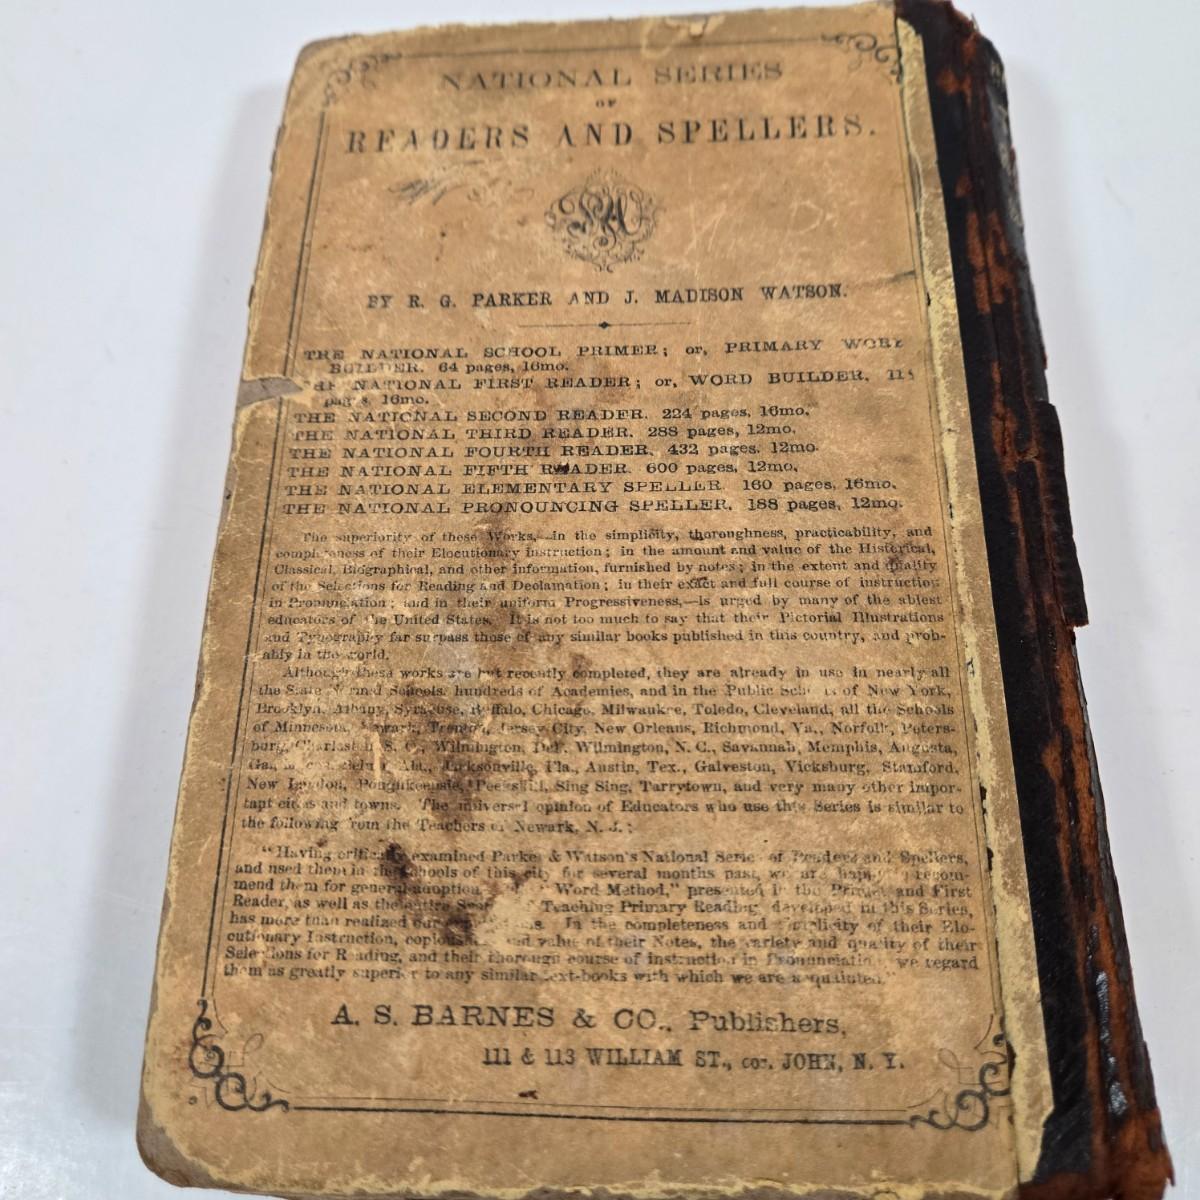 NATIONAL SERIES
OF
READERS AND SPELLERS.
BY R. G. PARKER AND J. MADISON WATSON.
THE NATIONAL SCHOOL PRIMER; or, PRIMARY WORD
BUILDER. 64 pages, 16mo.
THE NATIONAL FIRST READER; or, WORD BUILDER.
pages, 16mo.
THE NATIONAL SECOND READER. 224 pages, 16mo.
THE NATIONAL THIRD READER. 288 pages, 12mo.
THE NATIONAL FOURTH READER. 432 pages. 12mo.
THE NATIONAL FIFTH READER. 600 pages, 12mo.
THE NATIONAL ELEMENTARY SPELLER. 160 pages, 16mo.
THE NATIONAL PRONOUNCING SPELLER. 188 pages, 12mo.
The superiority of these Works,—in the simplicity, thoroughness, practicability, and
completeness of their Elocutionary instruction; in the amount and value of the Historical,
Classical, Biographical, and other information, furnished by notes; in the extent and quality
of the Selections for Reading and Declamation; in their exact and full course of instruction
in Pronunciation; and in their uniform Progressiveness,—is urged by many of the ablest
educators of the United States. It is not too much to say that their Pictorial Illustrations
and Typography far surpass those of any similar books published in this country, and prob-
ably in the world.
Although these works are but recently completed, they are already in use in nearly all
the State Normal Schools, hundreds of Academies, and in the Public Schools of New York,
Brooklyn, Albany, Syracuse, Buffalo, Chicago, Milwaukee, Toledo, Cleveland, all the Schools
of Minnesota, Newark, Trenton, Jersey City, New Orleans, Richmond, Va., Norfolk, Peters-
burg, Charleston, S. C., Wilmington, Del., Wilmington, N. C., Savannah, Memphis, Augusta,
Ga., Ala., Jacksonville, Fla., Austin, Tex., Galveston, Vicksburg, Stamford,
New London, Poughkeepsie, Peekskill, Sing Sing, Tarrytown, and very many other impor-
tant cities and towns. The universal opinion of Educators who use this Series is similar to
the following from the Teachers of Newark, N. J.:
"Having critically examined Parker & Watson's National Series of Readers and Spellers,
and used them in the schools of this city for several months past, we are happy recom-
mend them for general adoption. "Word Method," presented in the Primer and First
Reader, as well as the entire Teaching Primary Reading, developed in this Series,
has more than realized our In the completeness and simplicity of their Elo-
cutionary Instruction, and value of their Notes, the variety and quality of their
Selections for Reading, and their thorough course of instruction in Pronunciation, we regard
them as greatly superior to any similar text-books with which we are acquainted."
A. S. BARNES & CO., Publishers,
111 & 113 WILLIAM ST., cor. JOHN, N. Y.